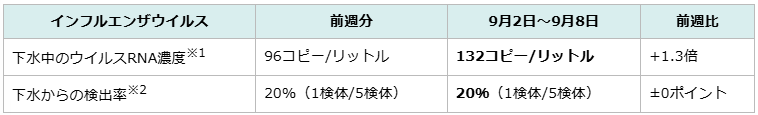 インフルエンザウイルス 前週分 9月2日～9月8日 前週比
下水中のウイルスRNA濃度※1 96コピー/リットル 132コピー/リットル +1.3倍
下水からの検出率※2 20%（1検体/5検体） 20%（1検体/5検体） ±0ポイント